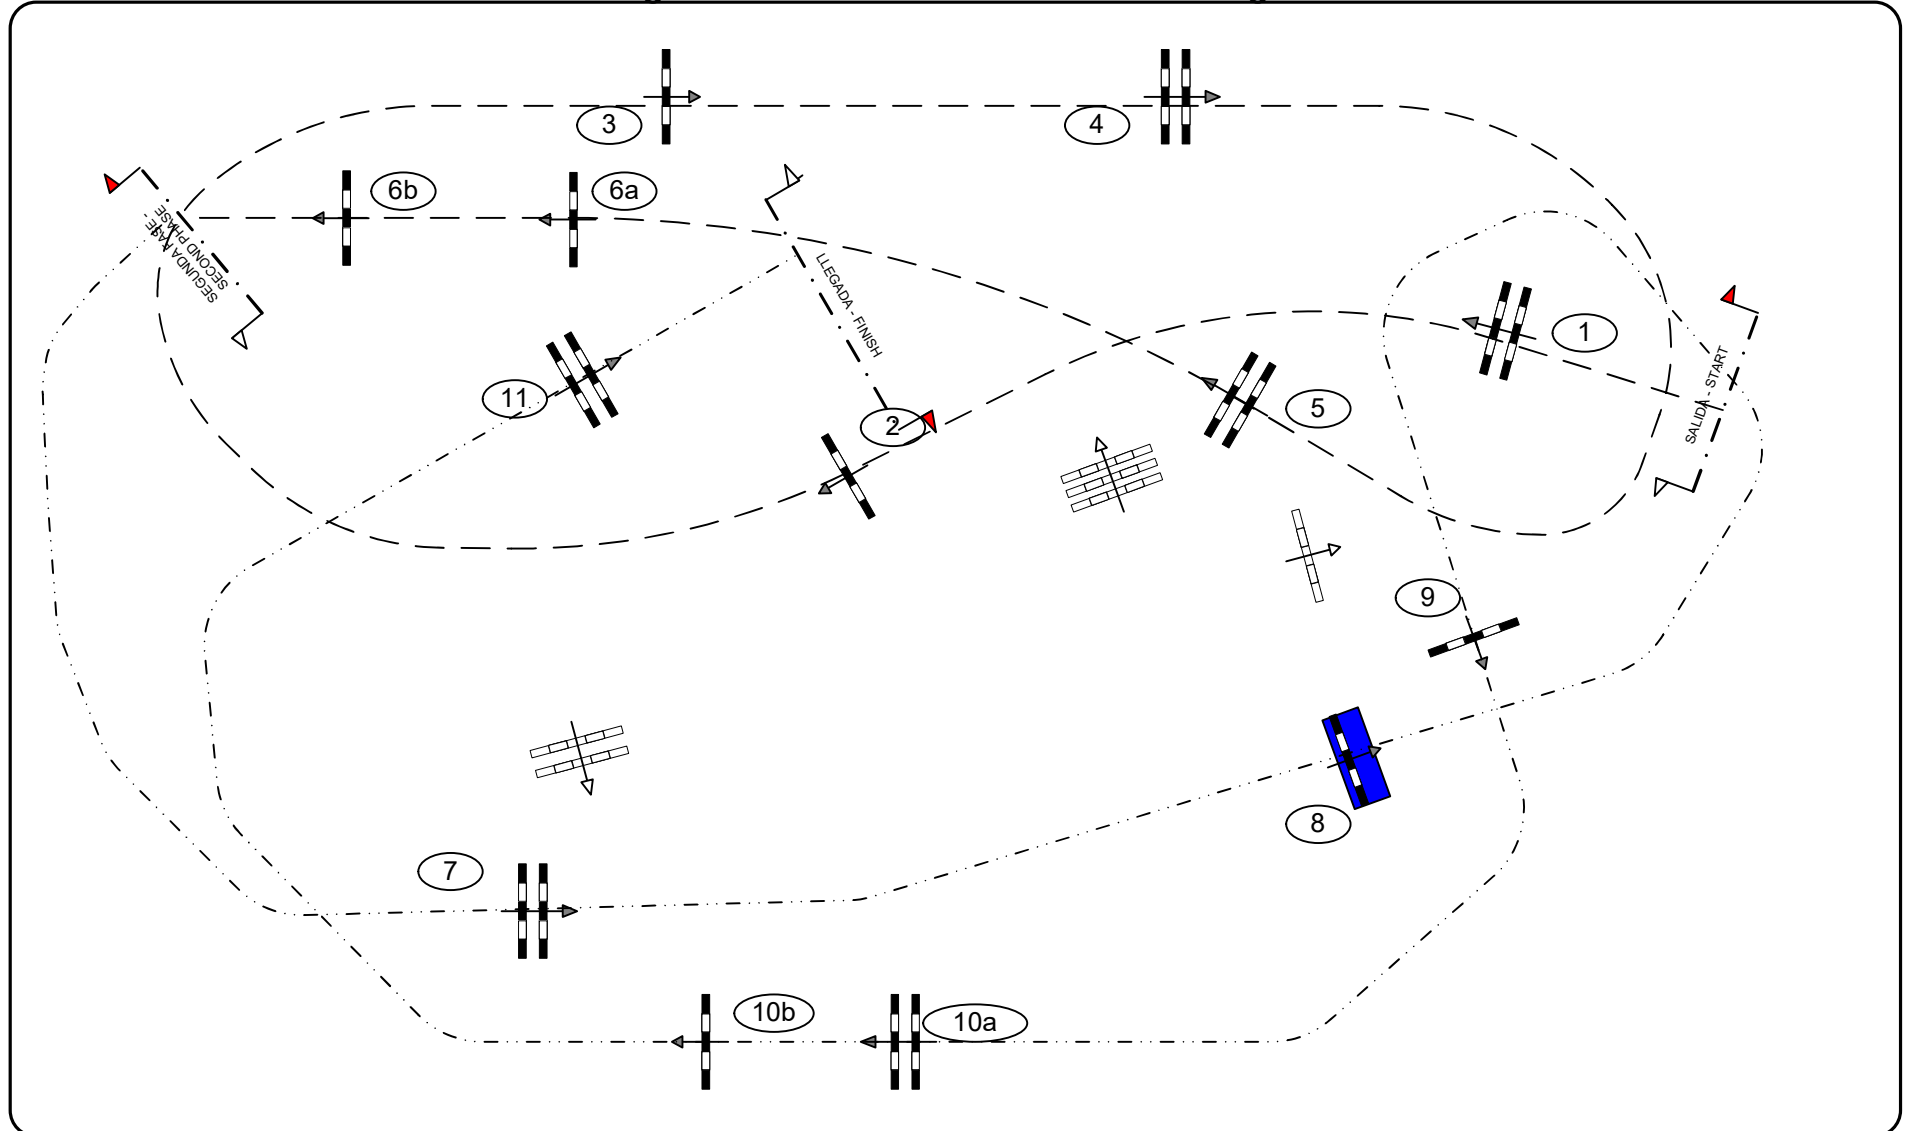 3
4
6b
6a
SEGUNDA FASE -
SECOND PHASE
LLEGADA - FINISH
1
SALIDA - START
11
2
5
9
8
7
10b
10a